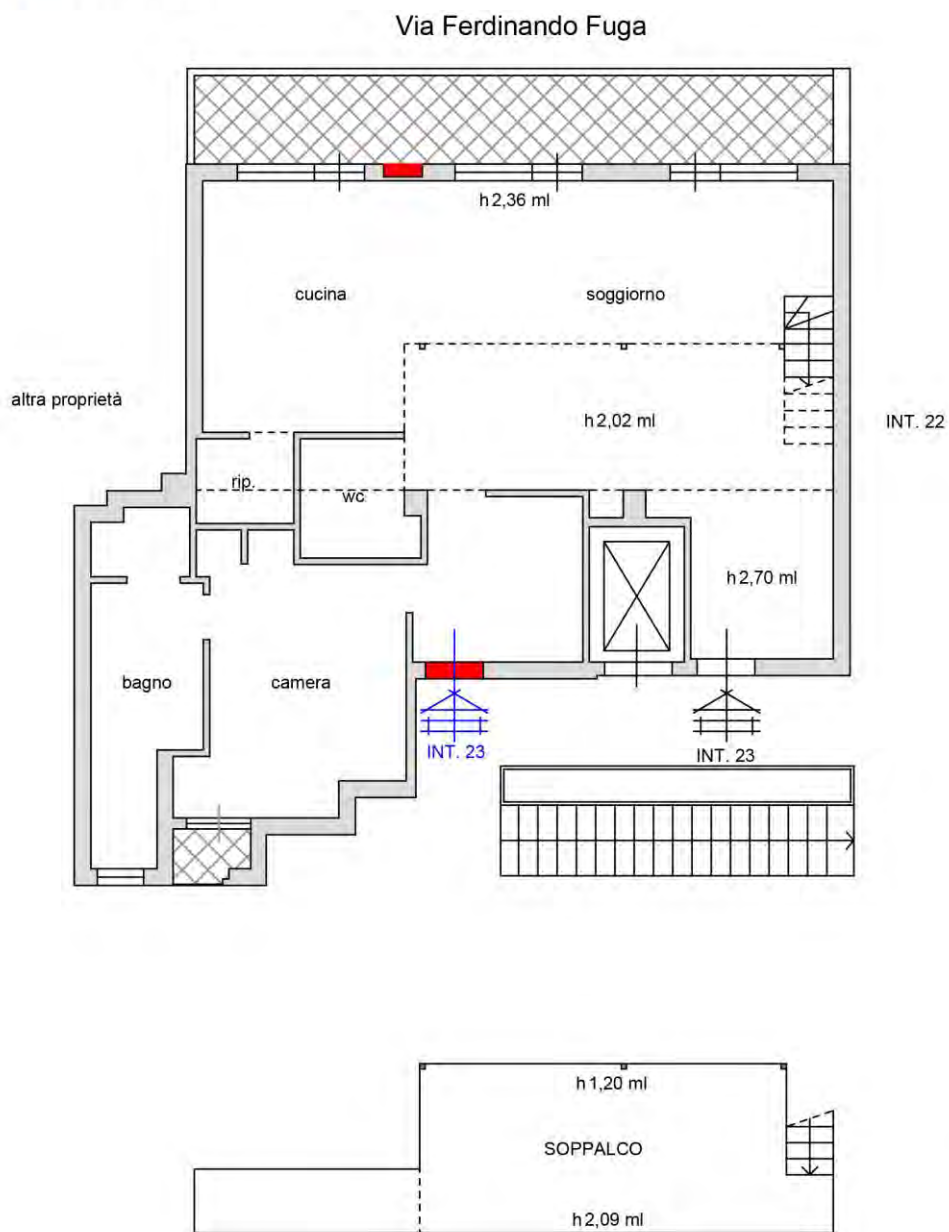 Via Ferdinando Fuga
h 2,36 ml
cucina
soggiorno
altra proprietà
h 2,02 ml
INT. 22
rip.
wc
h 2,70 ml
bagno
camera
INT. 23
INT. 23
h 1,20 ml
SOPPALCO
h 2,09 ml